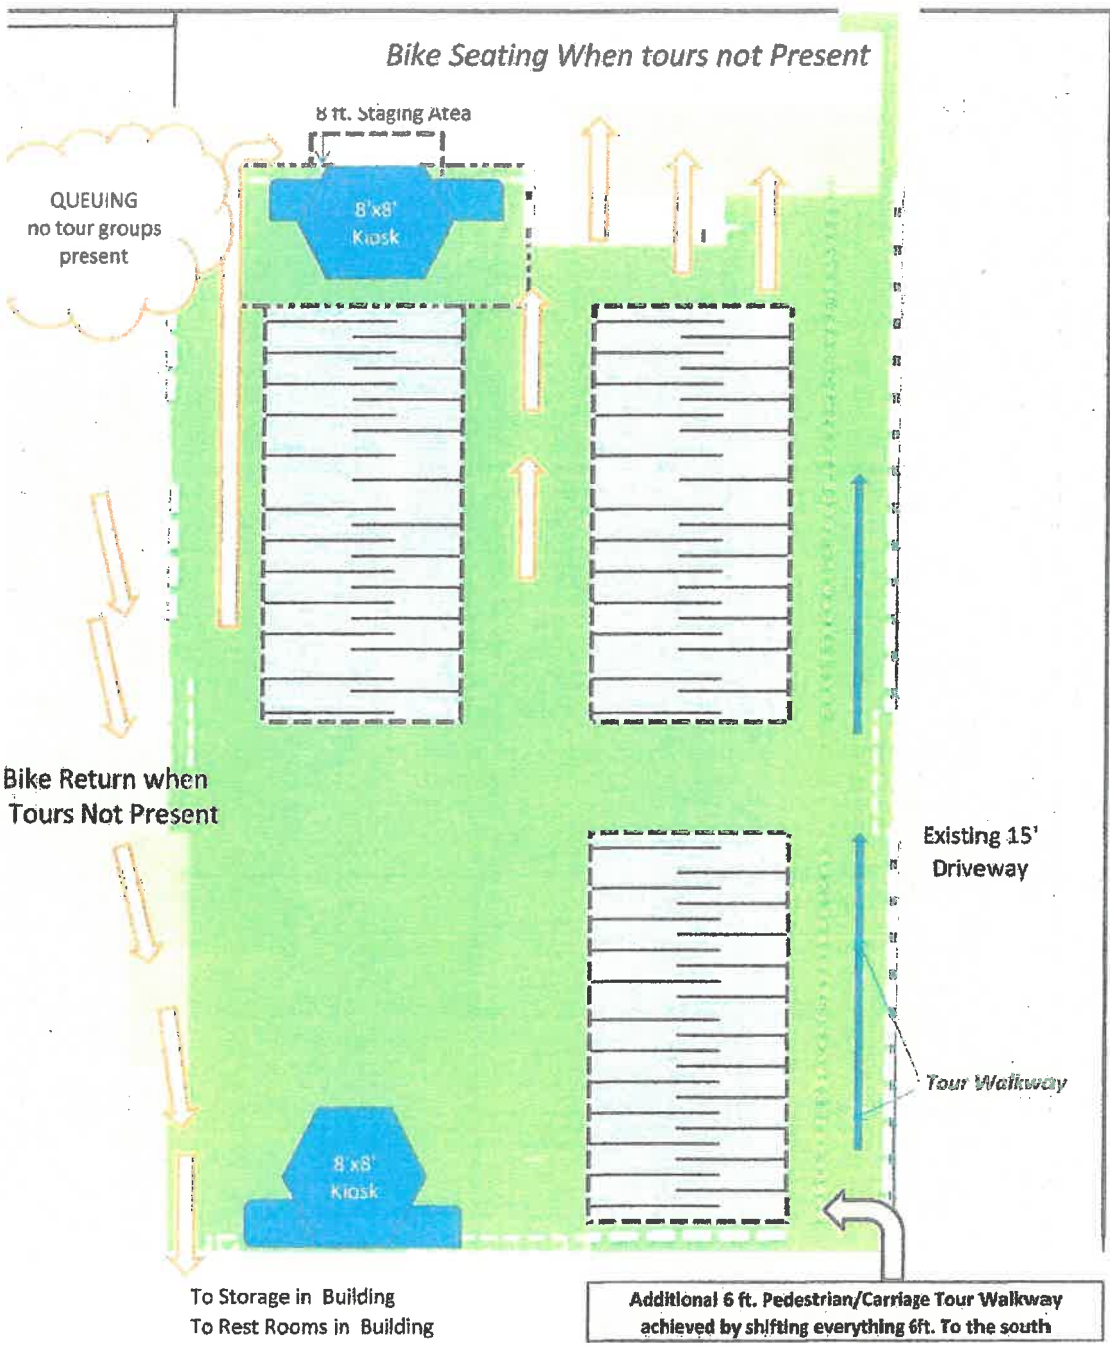 Bike Seating When tours not Present
8 ft. Staging Area
QUEUING
no tour groups
present
8'x8'
Kiosk
Bike Return when
Tours Not Present
Existing 15'
Driveway
Tour Walkway
8'x8'
Kiosk
To Storage in Building
To Rest Rooms in Building
Additional 6 ft. Pedestrian/Carriage Tour Walkway
achieved by shifting everything 6ft. To the south